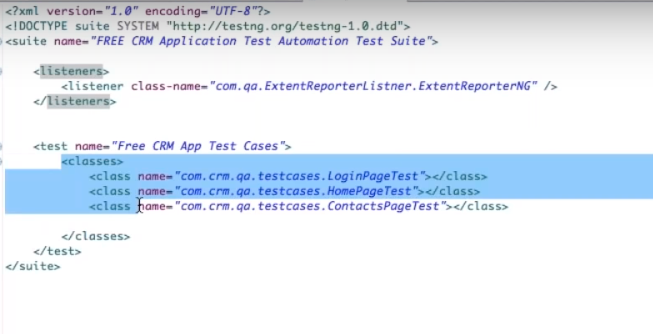 <?xml version="1.0" encoding="UTF-8"?>
<!DOCTYPE suite SYSTEM "http://testng.org/testng-1.0.dtd">
<suite name="FREE CRM Application Test Automation Test Suite">
<listeners>
<listener class-name="com.qa.ExtentReporterListner.ExtentReporterNG" />
</listeners>
<test name="Free CRM App Test Cases">
<classes>
<class name="com.crm.qa.testcases.LoginPageTest"></class>
<class name="com.crm.qa.testcases.HomePageTest"></class>
<class name="com.crm.qa.testcases.ContactsPageTest"></class>
</classes>
</test>
</suite>